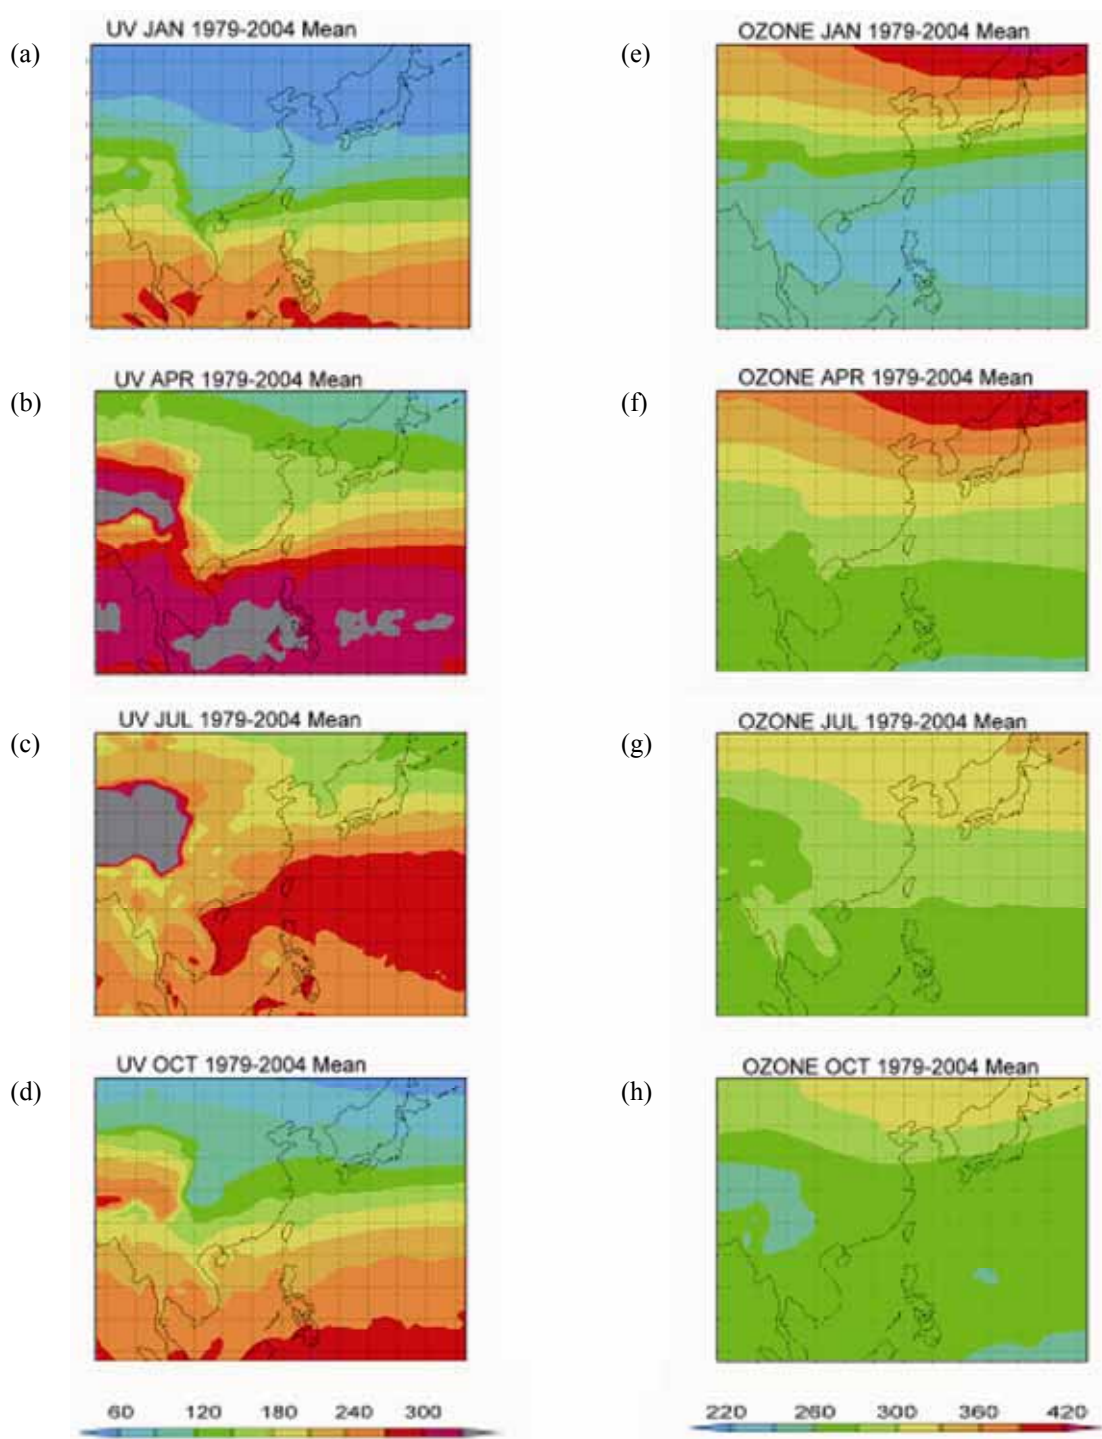 UV JAN 1979-2004 Mean
OZONE JAN 1979-2004 Mean
(a)
(e)
UV APR 1979-2004 Mean
OZONE APR 1979-2004 Mean
(b)
(f)
UV JUL 1979-2004 Mean
OZONE JUL 1979-2004 Mean
(c)
(g)
UV OCT 1979-2004 Mean
OZONE OCT 1979-2004 Mean
(d)
(h)
60 120 180 240 300
220 260 300 360 420